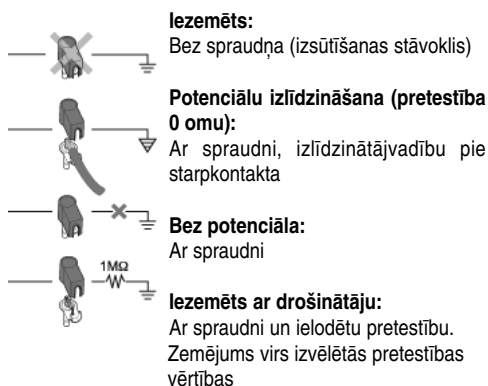 Iezemēts:
Bez spraudņa (izsūtīšanas stāvoklis)
Potenciālu izlīdzināšana (pretestība
0 omu):
Ar spraudni, izlīdzinātājvadību pie
starpkontakta
Bez potenciāla:
Ar spraudni
1MΩ
Iezemēts ar drošinātāju:
Ar spraudni un ielodētu pretestību.
Zemējums virs izvēlētās pretestības
vērtības